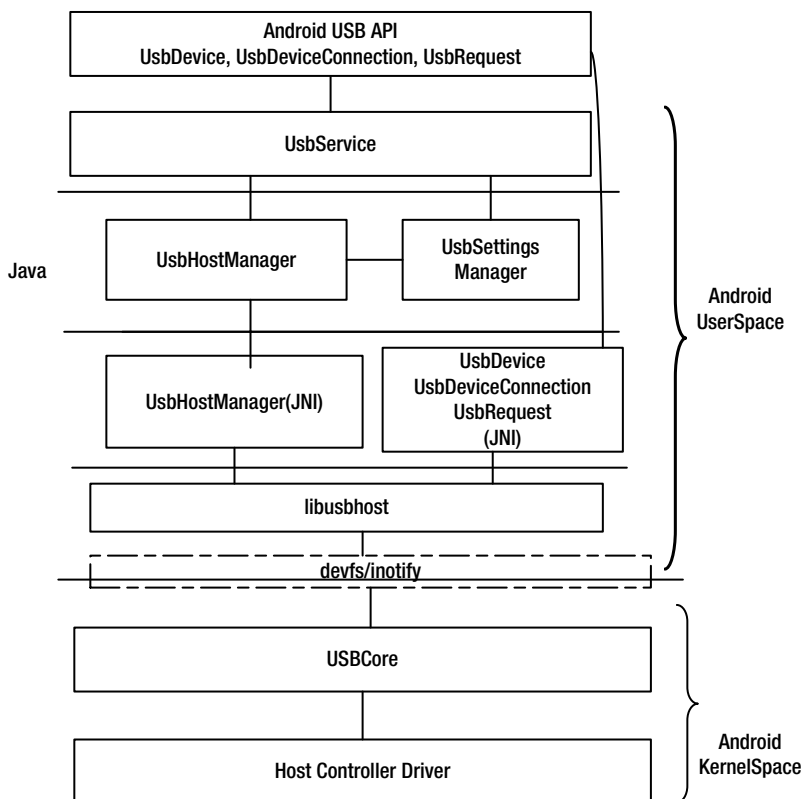 Android USB API
UsbDevice, UsbDeviceConnection, UsbRequest
UsbService
Java
UsbHostManager
UsbSettings
Manager
Android
UserSpace
UsbHostManager(JNI)
UsbDevice
UsbDeviceConnection
UsbRequest
(JNI)
libusbhost
devfs/inotify
USBCore
Host Controller Driver
Android
KernelSpace